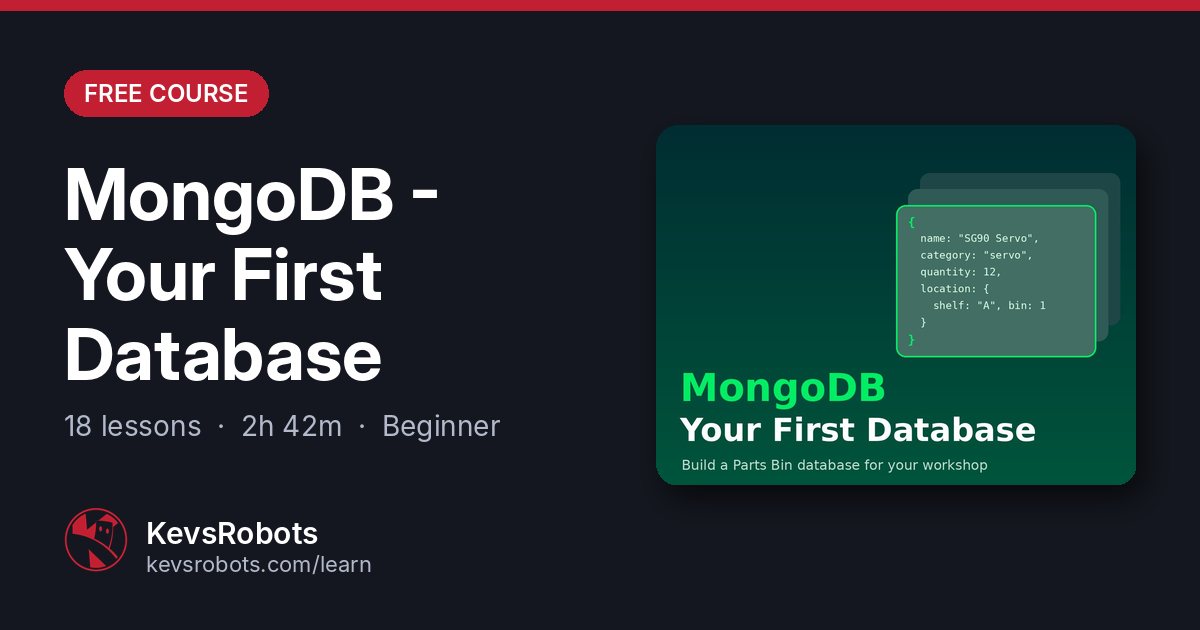 FREE COURSE
MongoDB -
Your First
Database
18 lessons · 2h 42m · Beginner
KevsRobots
kevsrobots.com/learn
{
name: "SG90 Servo",
category: "servo",
quantity: 12,
location: {
shelf: "A", bin: 1
}
}
MongoDB
Your First Database
Build a Parts Bin database for your workshop